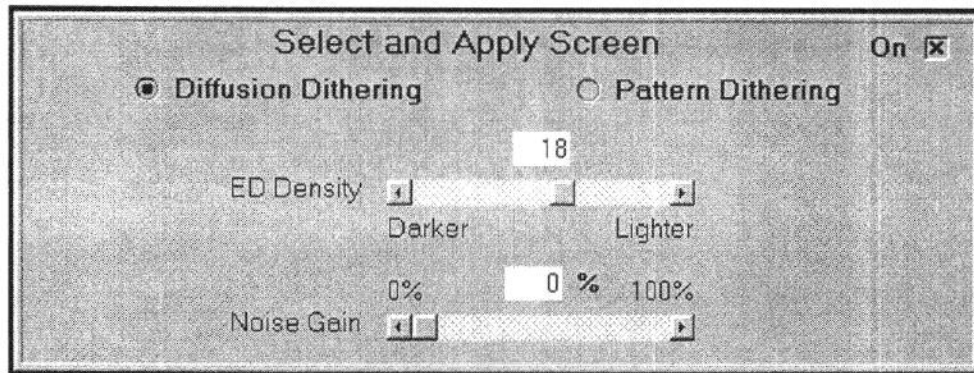 Select and Apply Screen On
Diffusion Dithering Pattern Dithering
18
ED Density
Darker Lighter
0% 0 % 100%
Noise Gain